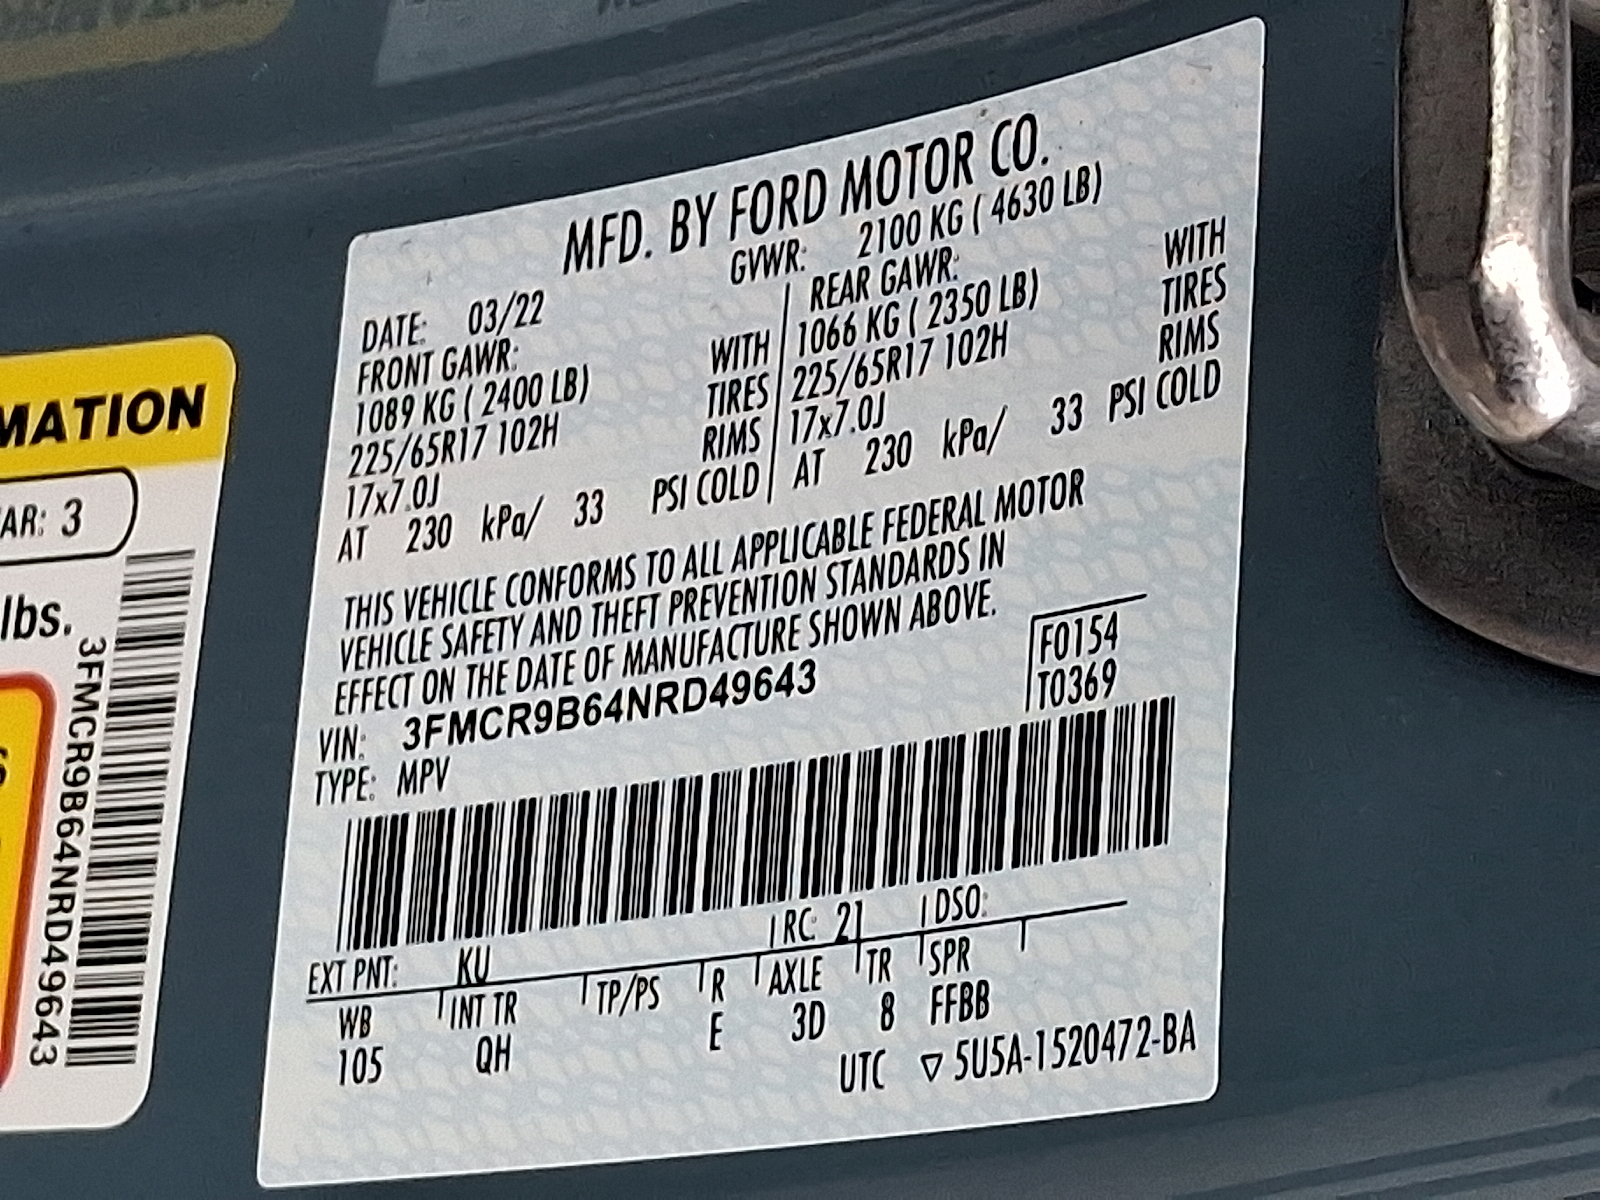 MFD. BY FORD MOTOR CO.
GVWR: 2100 KG ( 4630 LB)
DATE: 03/22
FRONT GAWR:
1089 KG ( 2400 LB) WITH
225/65R17 102H TIRES
17x7.0J RIMS
AT 230 kPa/ 33 PSI COLD
REAR GAWR:
1066 KG ( 2350 LB) WITH
225/65R17 102H TIRES
17x7.0J RIMS
AT 230 kPa/ 33 PSI COLD
THIS VEHICLE CONFORMS TO ALL APPLICABLE FEDERAL MOTOR
VEHICLE SAFETY AND THEFT PREVENTION STANDARDS IN
EFFECT ON THE DATE OF MANUFACTURE SHOWN ABOVE.
VIN: 3FMCR9B64NRD49643
F0154
T0369
TYPE: MPV
EXT PNT: KU RC: 21 DSO:
WB INT TR TP/PS R AXLE TR SPR
105 QH E 3D 8 FFBB
UTC ▽ 5U5A-1520472-BA
MATION
AR: 3
lbs.
3FMCR9B64NRD49643